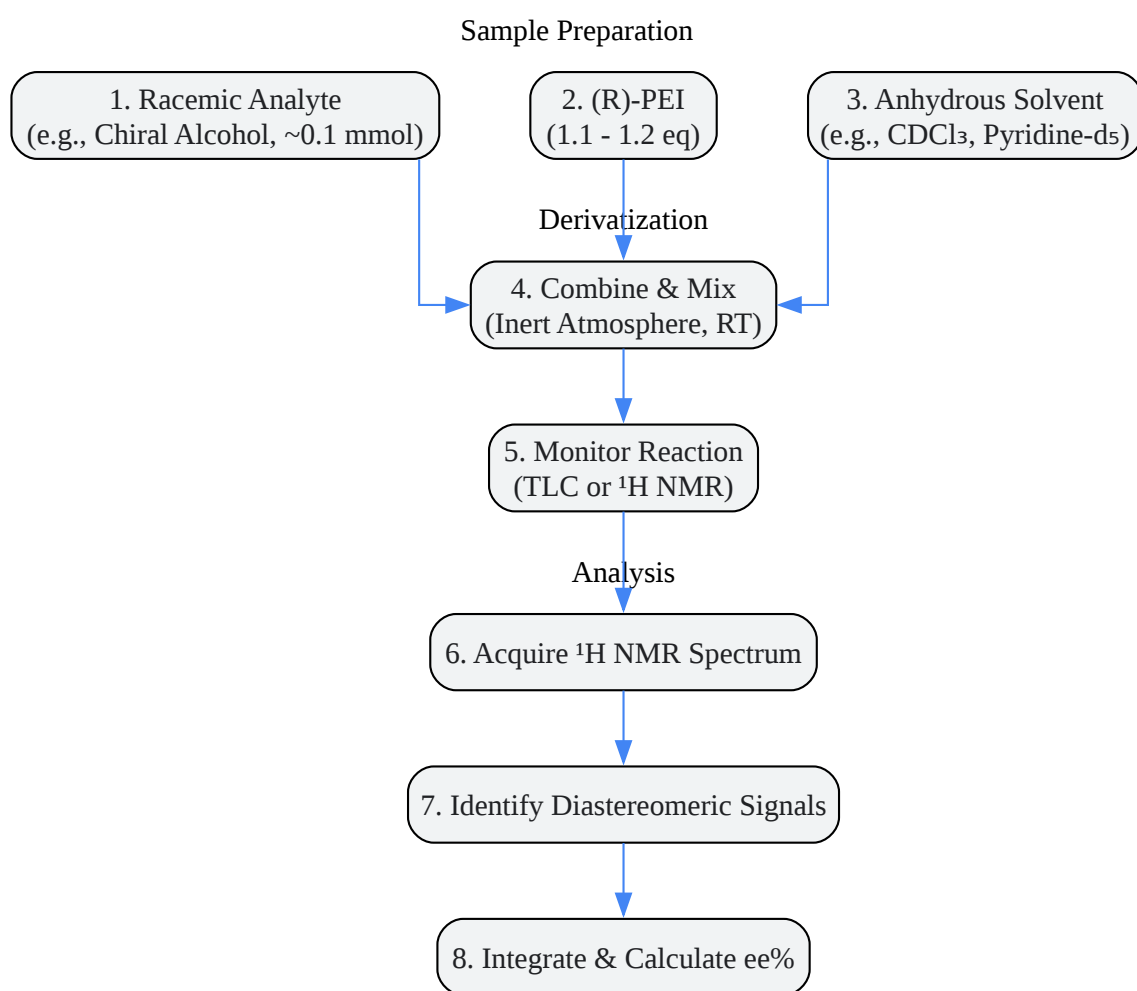 Sample Preparation
1. Racemic Analyte
(e.g., Chiral Alcohol, ~0.1 mmol)
2. (R)-PEI
(1.1 - 1.2 eq)
3. Anhydrous Solvent
(e.g., CDCl₃, Pyridine-d₅)
Derivatization
4. Combine & Mix
(Inert Atmosphere, RT)
5. Monitor Reaction
(TLC or ¹H NMR)
Analysis
6. Acquire ¹H NMR Spectrum
7. Identify Diastereomeric Signals
8. Integrate & Calculate ee%